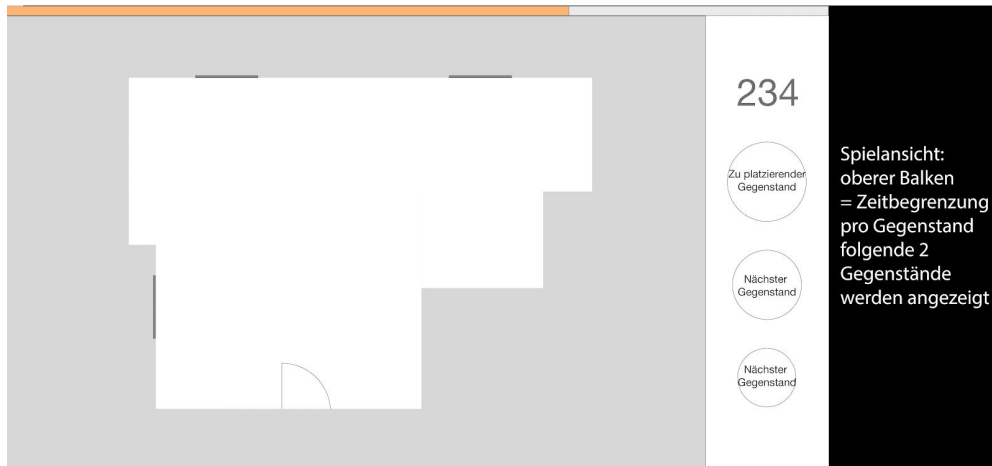 234
Zu platzierender
Gegenstand
Nächster
Gegenstand
Nächster
Gegenstand
Spielansicht:
oberer Balken
= Zeitbegrenzung
pro Gegenstand
folgende 2
Gegenstände
werden angezeigt